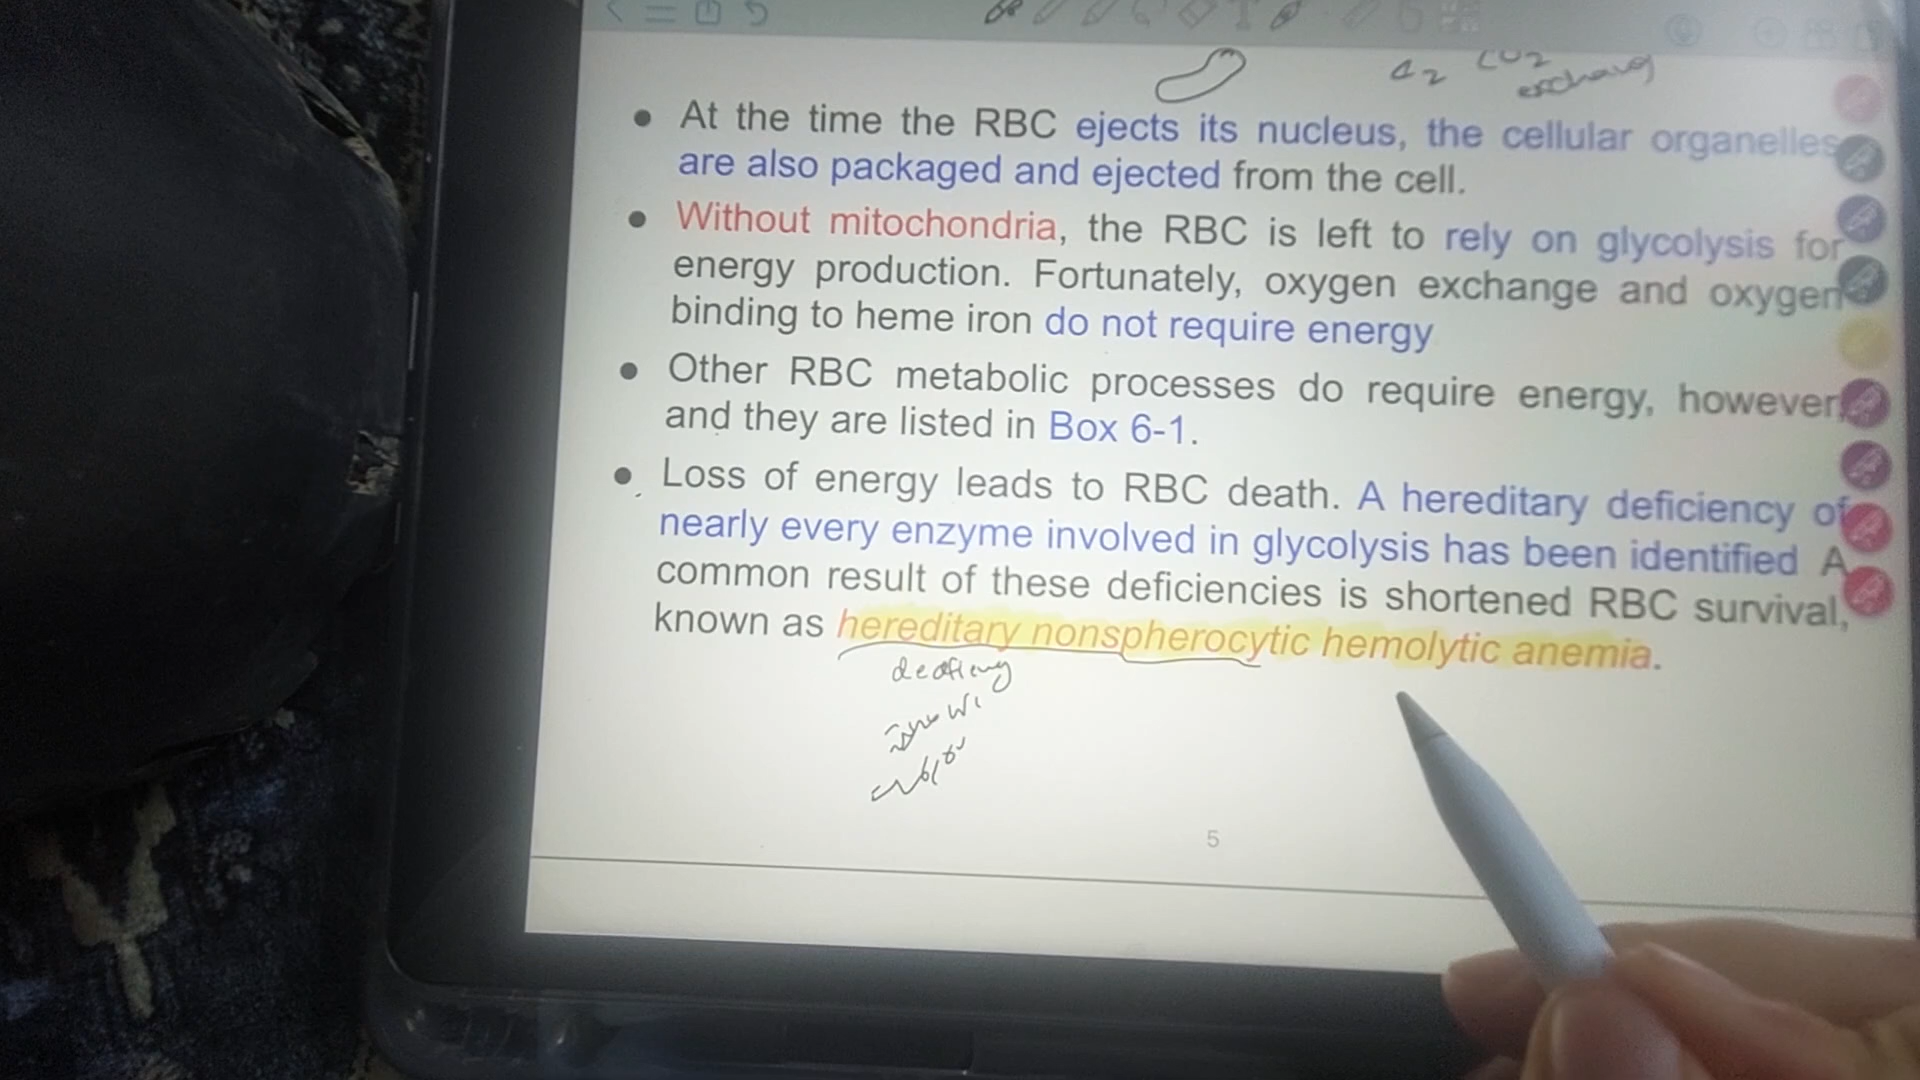 CO2
exchang
At the time the RBC ejects its nucleus, the cellular organelles
are also packaged and ejected from the cell.
Without mitochondria, the RBC is left to rely on glycolysis for
energy production. Fortunately, oxygen exchange and oxygen
binding to heme iron do not require energy
Other RBC metabolic processes do require energy, however,
and they are listed in Box 6-1.
Loss of energy leads to RBC death. A hereditary deficiency of
nearly every enzyme involved in glycolysis has been identified A
common result of these deficiencies is shortened RBC survival,
known as hereditary nonspherocytic hemolytic anemia.
5